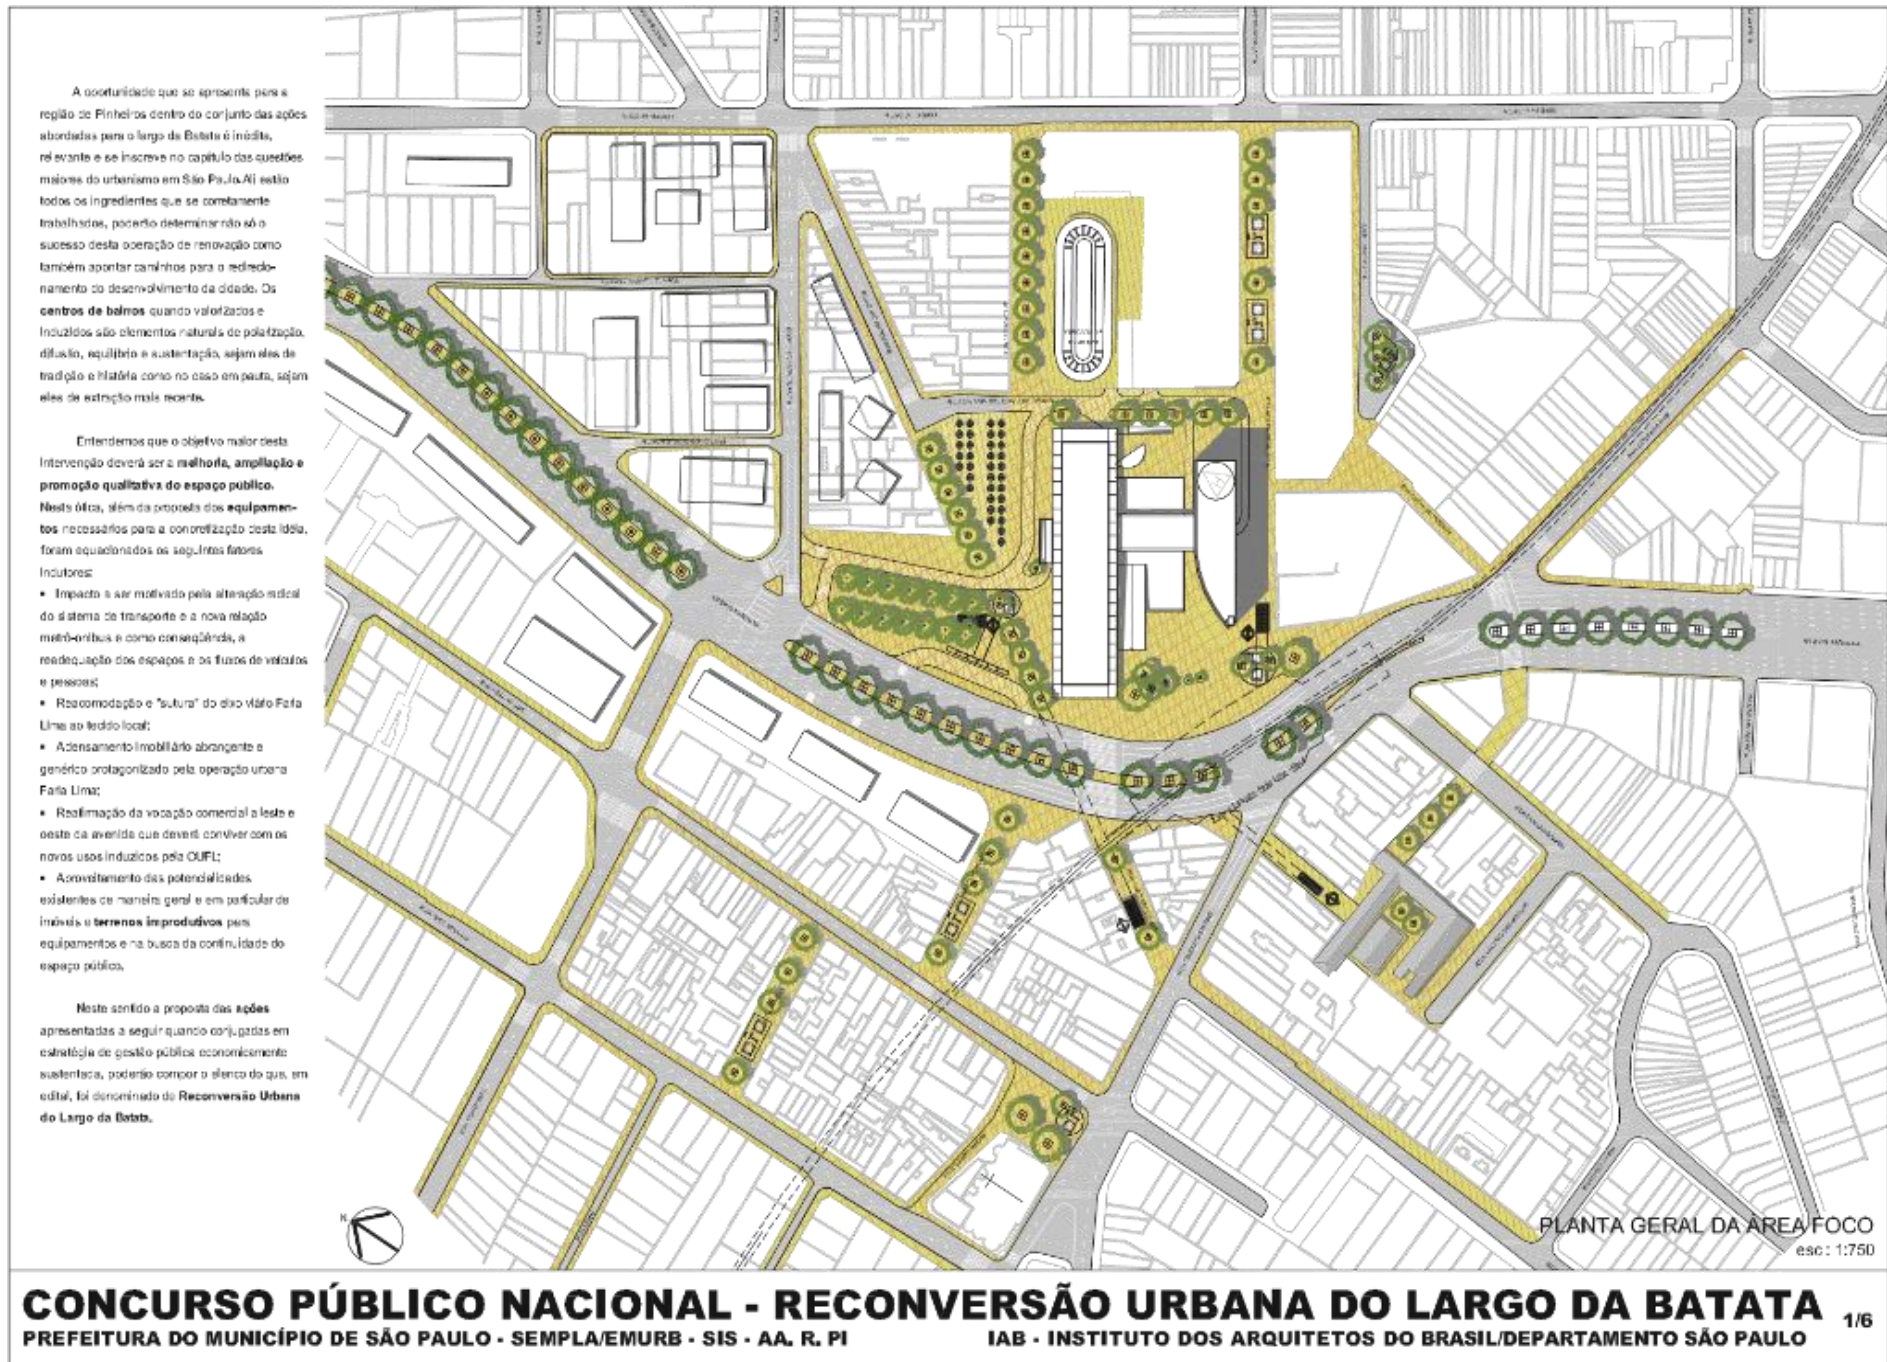 A oportunidade que se apresenta para a
região de Pinheiros dentro do conjunto das ações
abordadas para o largo da Batata é inédita,
relevante e se inscreve no capítulo das questões
maiores do urbanismo em São Paulo. Ali estão
todos os ingredientes que se corretamente
trabalhados, poderão determinar não só o
sucesso desta operação de renovação como
também apontar caminhos para o redirecio-
namento do desenvolvimento da cidade. Os
centros de bairros quando valorizados e
induzidos são elementos naturais de polarização,
difusão, equilíbrio e sustentação, sejam eles de
tradição e história como no caso em pauta, sejam
eles de extração mais recente.
Entendemos que o objetivo maior desta
intervenção deverá ser a melhoria, ampliação e
promoção qualitativa do espaço público.
Nesta ótica, além da proposta dos equipamen-
tos necessários para a concretização desta idéia,
foram equacionados os seguintes fatores
indutores:
• Impacto a ser motivado pela alteração radical
do sistema de transporte e a nova relação
metrô-ônibus e como conseqüência, a
readequação dos espaços e os fluxos de veículos
e pessoas;
• Reacomodação e "sutura" do eixo viário Faria
Lima ao tecido local;
• Adensamento imobiliário abrangente e
genérico protagonizado pela operação urbana
Faria Lima;
• Reafirmação da vocação comercial a leste e
oeste da avenida que deverá conviver com os
novos usos induzidos pela OUFL;
• Aproveitamento das potencialidades
existentes de maneira geral e em particular de
imóveis e terrenos improdutivos para
equipamentos e na busca da continuidade do
espaço público.
Neste sentido a proposta das ações
apresentadas a seguir quando conjugadas em
estratégia de gestão pública economicamente
sustentada, poderão compor o elenco do que, em
edital, foi denominado de Reconversão Urbana
do Largo da Batata.
N
PLANTA GERAL DA ÁREA FOCO
esc.: 1:750
CONCURSO PÚBLICO NACIONAL - RECONVERSÃO URBANA DO LARGO DA BATATA 1/6
PREFEITURA DO MUNICÍPIO DE SÃO PAULO - SEMPLA/EMURB - SIS - AA. R. PI IAB - INSTITUTO DOS ARQUITETOS DO BRASIL/DEPARTAMENTO SÃO PAULO